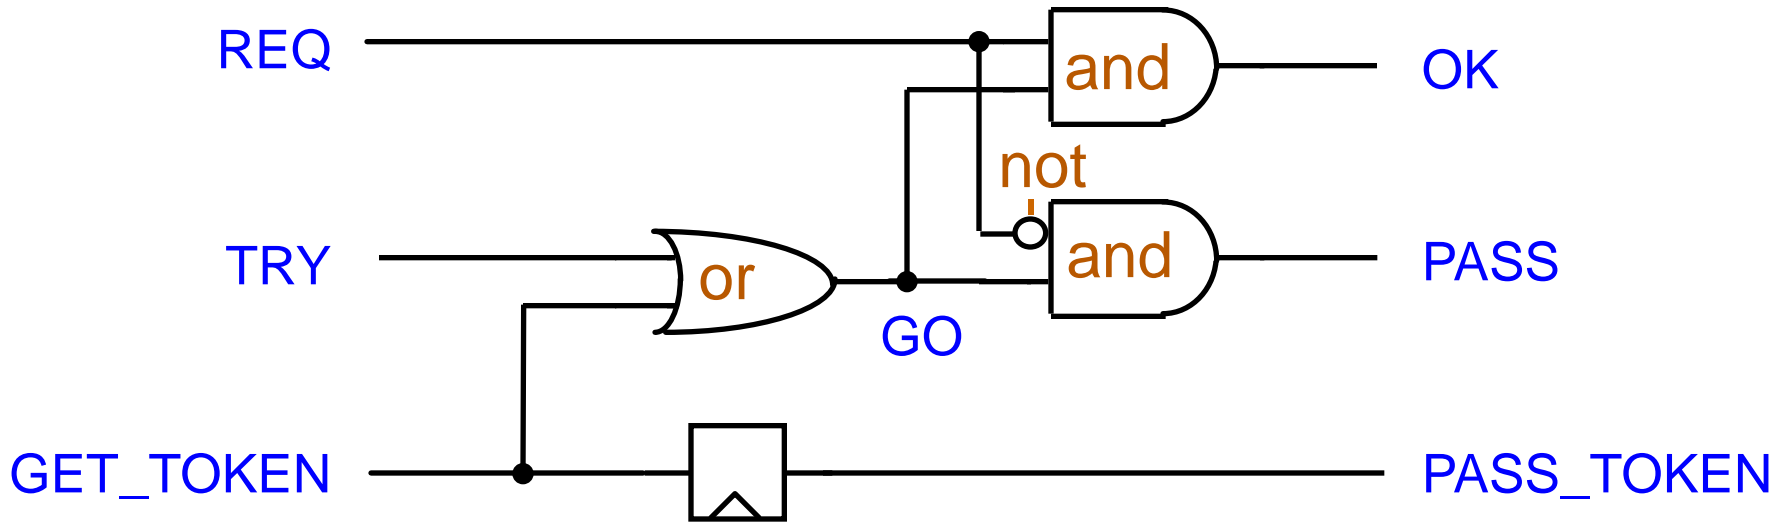 REQ
and
OK
not
TRY
or
and
PASS
GO
GET_TOKEN
PASS_TOKEN